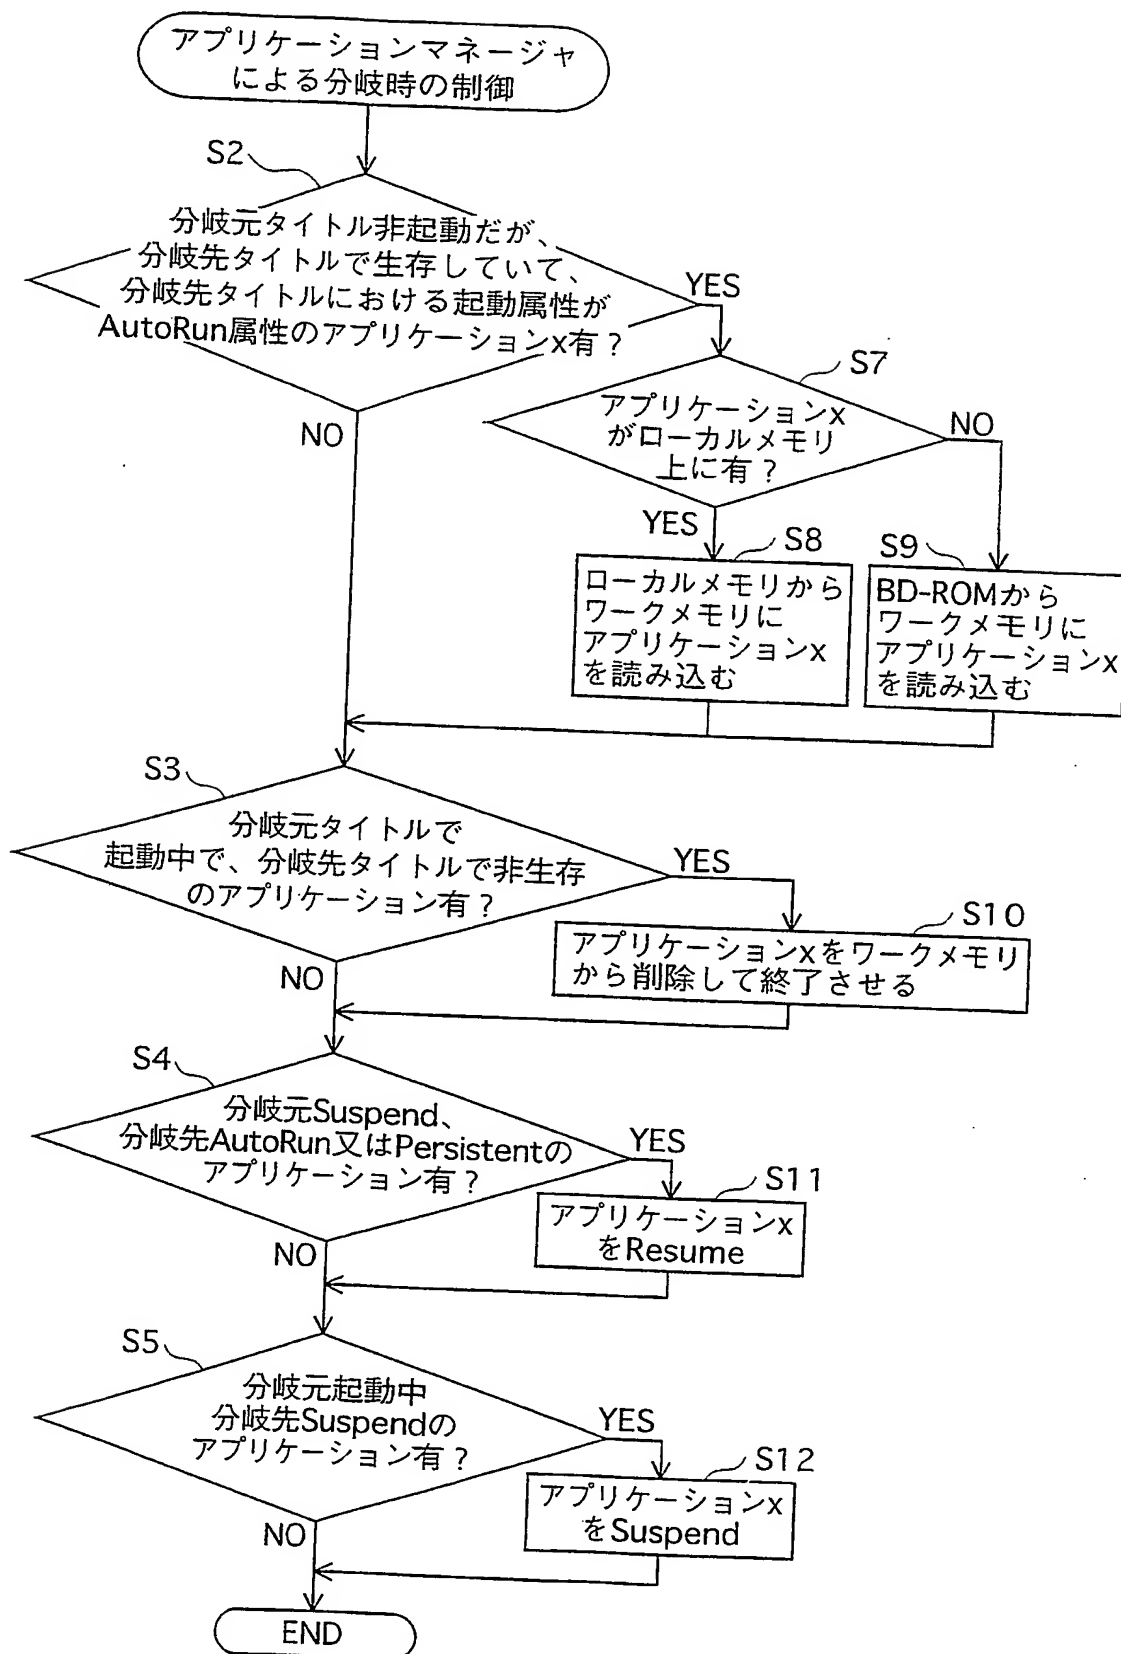 アプリケーションマネージャ
による分岐時の制御
S2
分岐元タイトル非起動だが、
分岐先タイトルで生存していて、
分岐先タイトルにおける起動属性が
AutoRun属性のアプリケーションx有？
YES
NO
S7
アプリケーションx
がローカルメモリ
上に有？
NO
YES
S8
ローカルメモリから
ワークメモリに
アプリケーションx
を読み込む
S9
BD-ROMから
ワークメモリに
アプリケーションx
を読み込む
S3
分岐元タイトルで
起動中で、分岐先タイトルで非生存
のアプリケーション有？
YES
NO
S10
アプリケーションxをワークメモリ
から削除して終了させる
S4
分岐元Suspend、
分岐先AutoRun又はPersistentの
アプリケーション有？
YES
NO
S11
アプリケーションx
をResume
S5
分岐元起動中
分岐先Suspendの
アプリケーション有？
YES
NO
S12
アプリケーションx
をSuspend
END